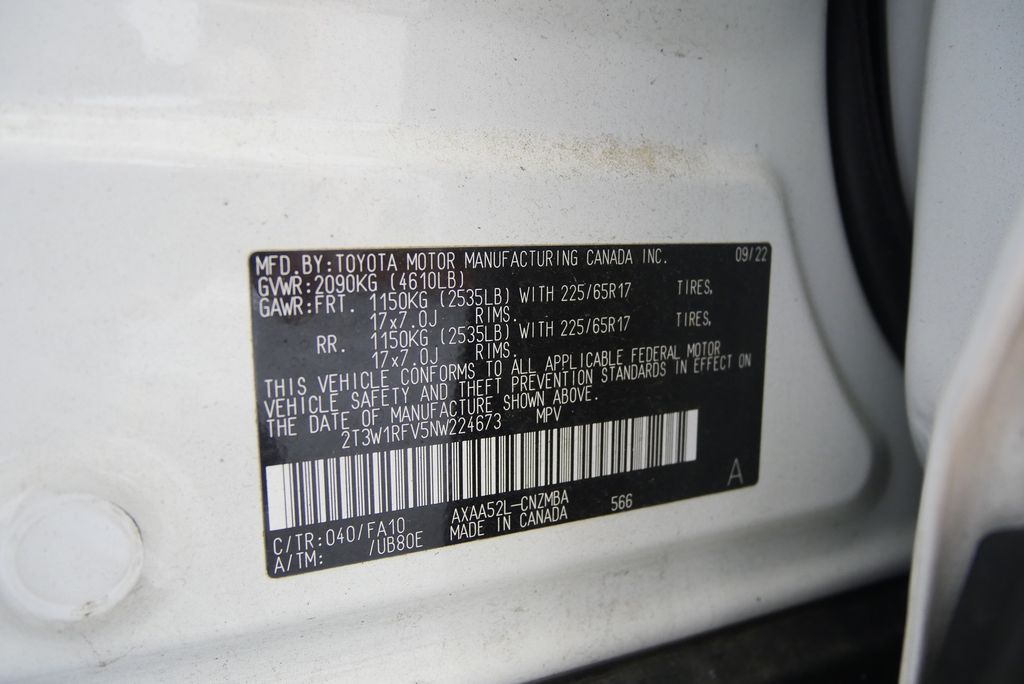 MFD.BY:TOYOTA MOTOR MANUFACTURING CANADA INC. 09/22
GVWR:2090KG (4610LB)
GAWR:FRT. 1150KG (2535LB) WITH 225/65R17 TIRES,
17x7.0J RIMS.
RR. 1150KG (2535LB) WITH 225/65R17 TIRES,
17x7.0J RIMS.
THIS VEHICLE CONFORMS TO ALL APPLICABLE FEDERAL MOTOR
VEHICLE SAFETY AND THEFT PREVENTION STANDARDS IN EFFECT ON
THE DATE OF MANUFACTURE SHOWN ABOVE.
2T3W1RFV5NW224673 MPV
C/TR:040/FA10 AXAA52L-CNZMBA 566 A
A/TM: /UB80E MADE IN CANADA